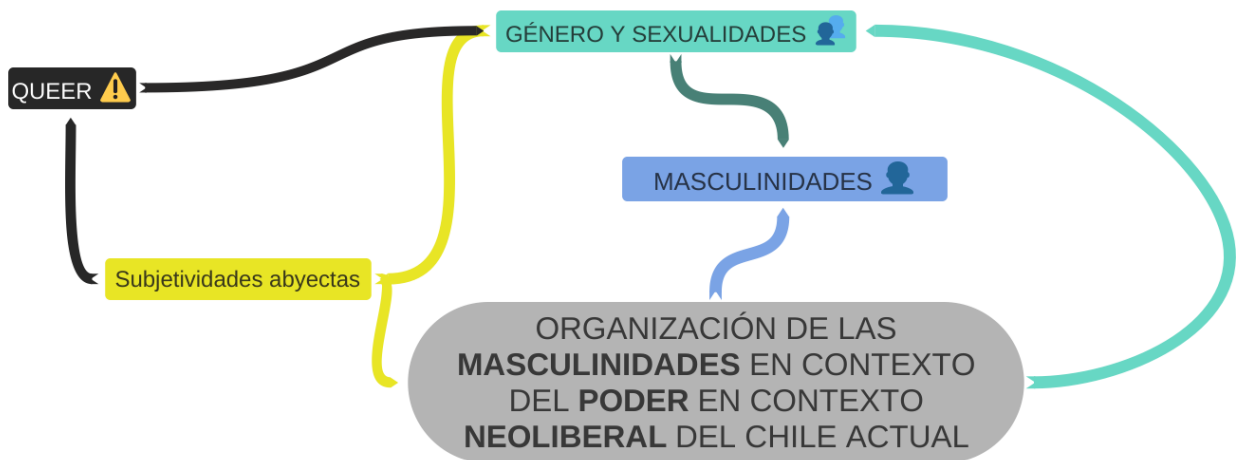 GÉNERO Y SEXUALIDADES
QUEER
MASCULINIDADES
Subjetividades abyectas
ORGANIZACIÓN DE LAS
MASCULINIDADES EN CONTEXTO
DEL PODER EN CONTEXTO
NEOLIBERAL DEL CHILE ACTUAL